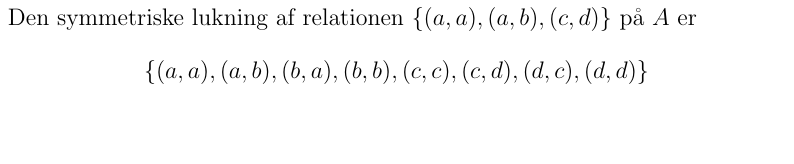 Den symmetriske lukning af relationen {(a, a), (a, b), (c, d)} på A er
{(a, a), (a, b), (b, a), (b, b), (c, c), (c, d), (d, c), (d, d)}